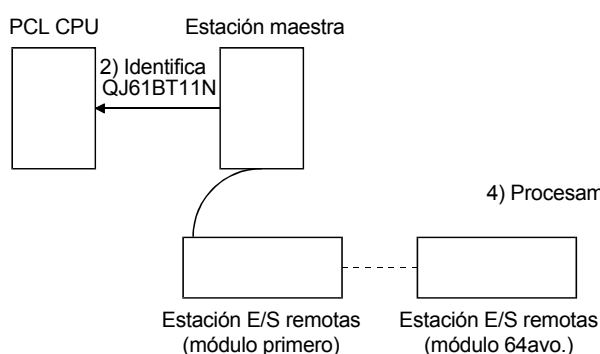 PCL CPU
Estación maestra
2) Identifica
QJ61BT11N
4) Procesam
Estación E/S remotas
(módulo primero)
Estación E/S remotas
(módulo 64avo.)